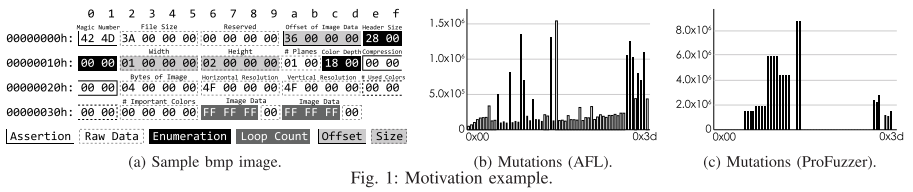 0 1 2 3 4 5 6 7 8 9 a b c d e f
Magic Number File Size Reserved Offset of Image Data Header Size
00000000h: 42 4D 3A 00 00 00 00 00 00 00 36 00 00 00 28 00
Width Height # Planes Color Depth Compression
00000010h: 00 00 01 00 00 00 02 00 00 00 01 00 18 00 00 00
Bytes of Image Horizontal Resolution Vertical Resolution # Used Colors
00000020h: 00 00 04 00 00 00 4F 00 00 00 4F 00 00 00 00 00
# Important Colors Image Data Image Data
00000030h: 00 00 00 00 00 00 FF FF FF 00 FF FF FF 00
Assertion Raw Data Enumeration Loop Count Offset Size
(a) Sample bmp image.
1.5x10⁶
1.0x10⁶
5.0x10⁵
0
0x00 0x3d
(b) Mutations (AFL).
8.0x10⁶
6.0x10⁶
4.0x10⁶
2.0x10⁶
0
0x00 0x3d
(c) Mutations (ProFuzzer).
Fig. 1: Motivation example.